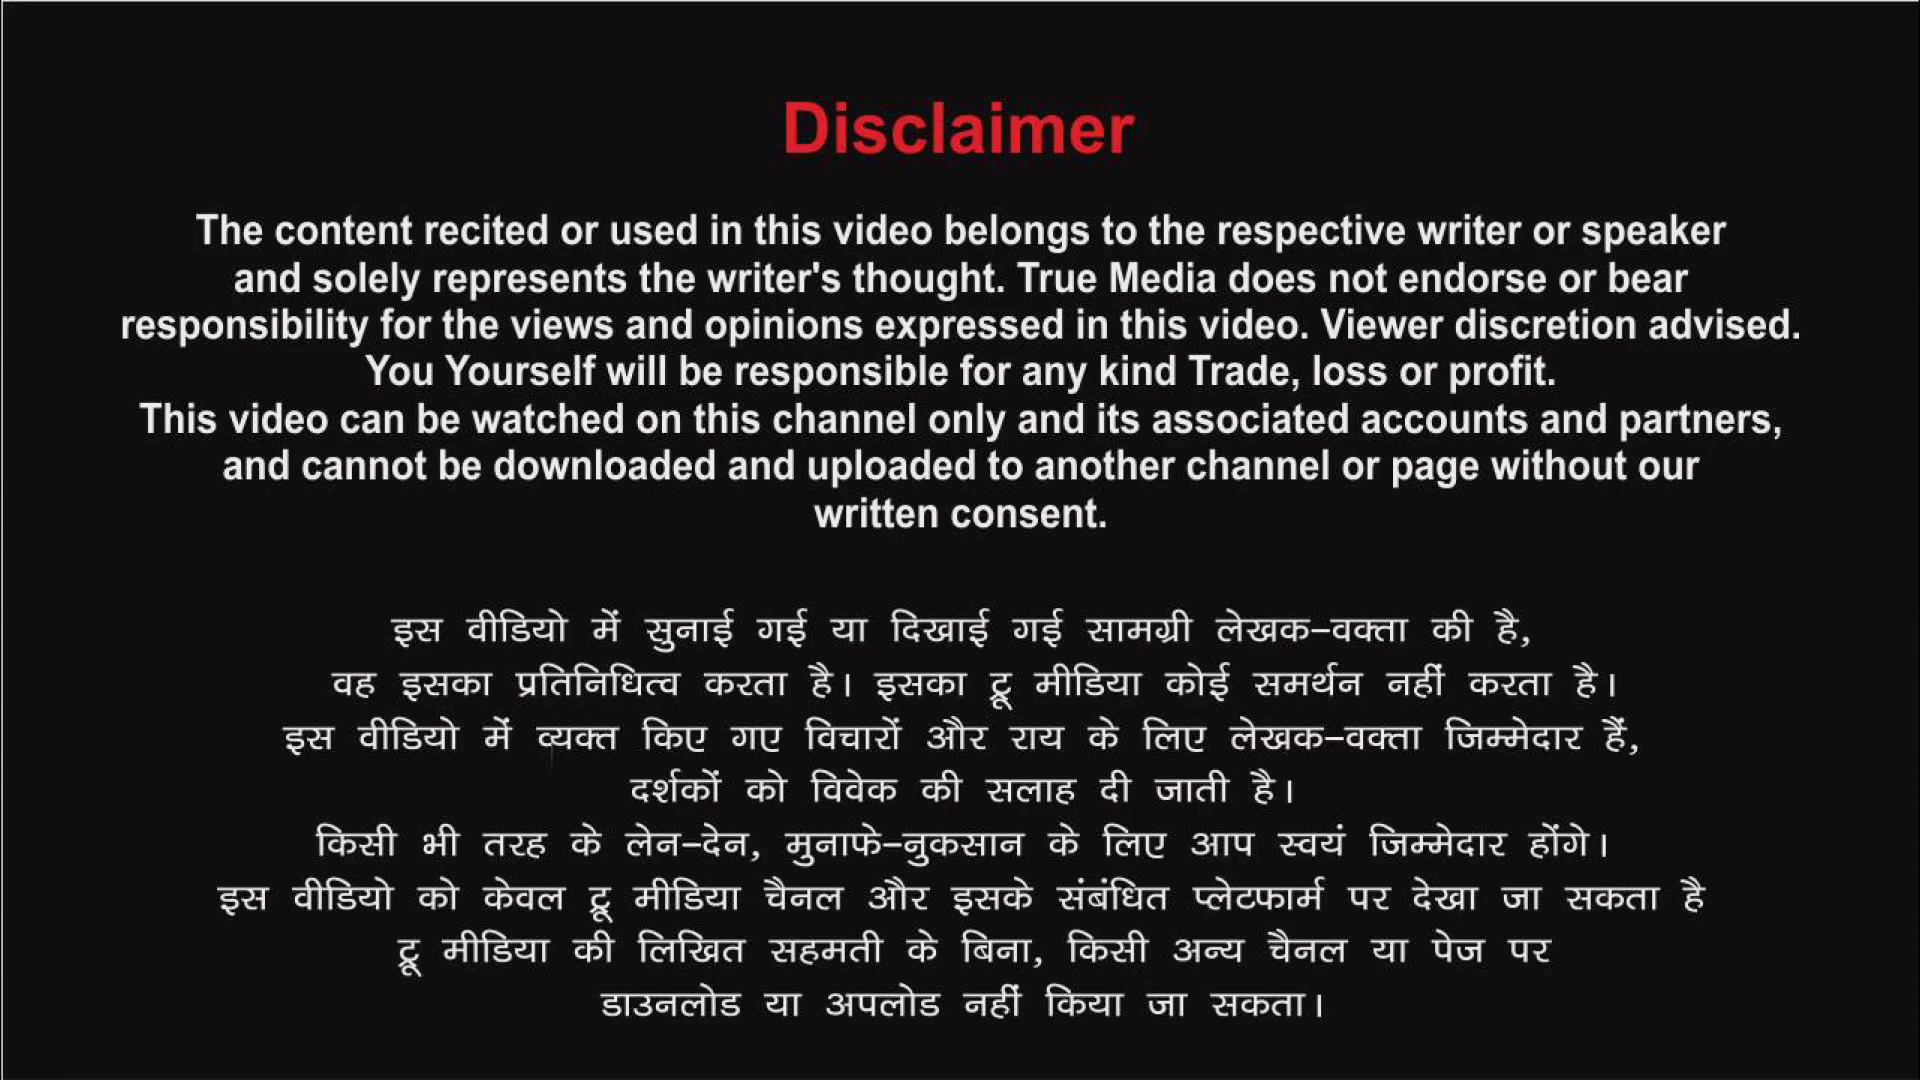 Disclaimer
The content recited or used in this video belongs to the respective writer or speaker
and solely represents the writer's thought. True Media does not endorse or bear
responsibility for the views and opinions expressed in this video. Viewer discretion advised.
You Yourself will be responsible for any kind Trade, loss or profit.
This video can be watched on this channel only and its associated accounts and partners,
and cannot be downloaded and uploaded to another channel or page without our
written consent.
इस वीडियो में सुनाई गई या दिखाई गई सामग्री लेखक–वक्ता की है,
वह इसका प्रतिनिधित्व करता है। इसका ट्रू मीडिया कोई समर्थन नहीं करता है।
इस वीडियो में व्यक्त किए गए विचारों और राय के लिए लेखक–वक्ता जिम्मेदार हैं,
दर्शकों को विवेक की सलाह दी जाती है।
किसी भी तरह के लेन–देन, मुनाफे–नुकसान के लिए आप स्वयं जिम्मेदार होंगे।
इस वीडियो को केवल ट्रू मीडिया चैनल और इसके संबंधित प्लेटफार्म पर देखा जा सकता है
ट्रू मीडिया की लिखित सहमती के बिना, किसी अन्य चैनल या पेज पर
डाउनलोड या अपलोड नहीं किया जा सकता।